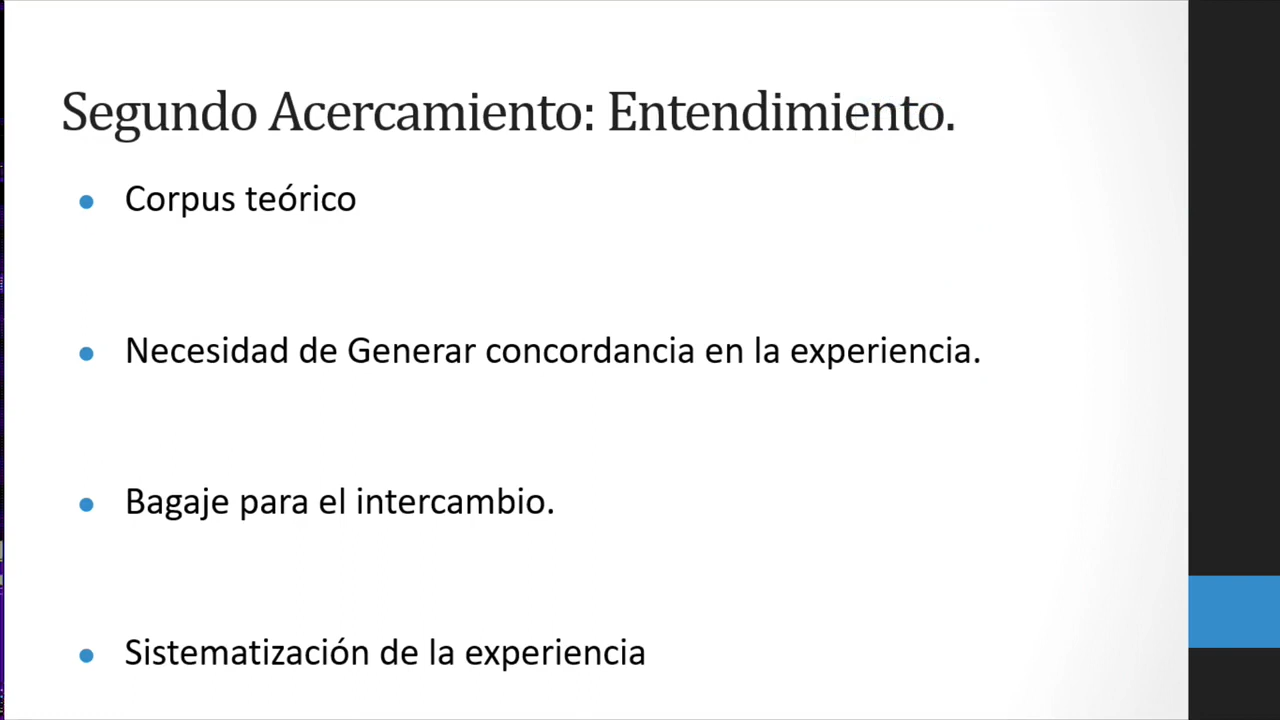 Segundo Acercamiento: Entendimiento.
Corpus teórico
Necesidad de Generar concordancia en la experiencia.
Bagaje para el intercambio.
Sistematización de la experiencia